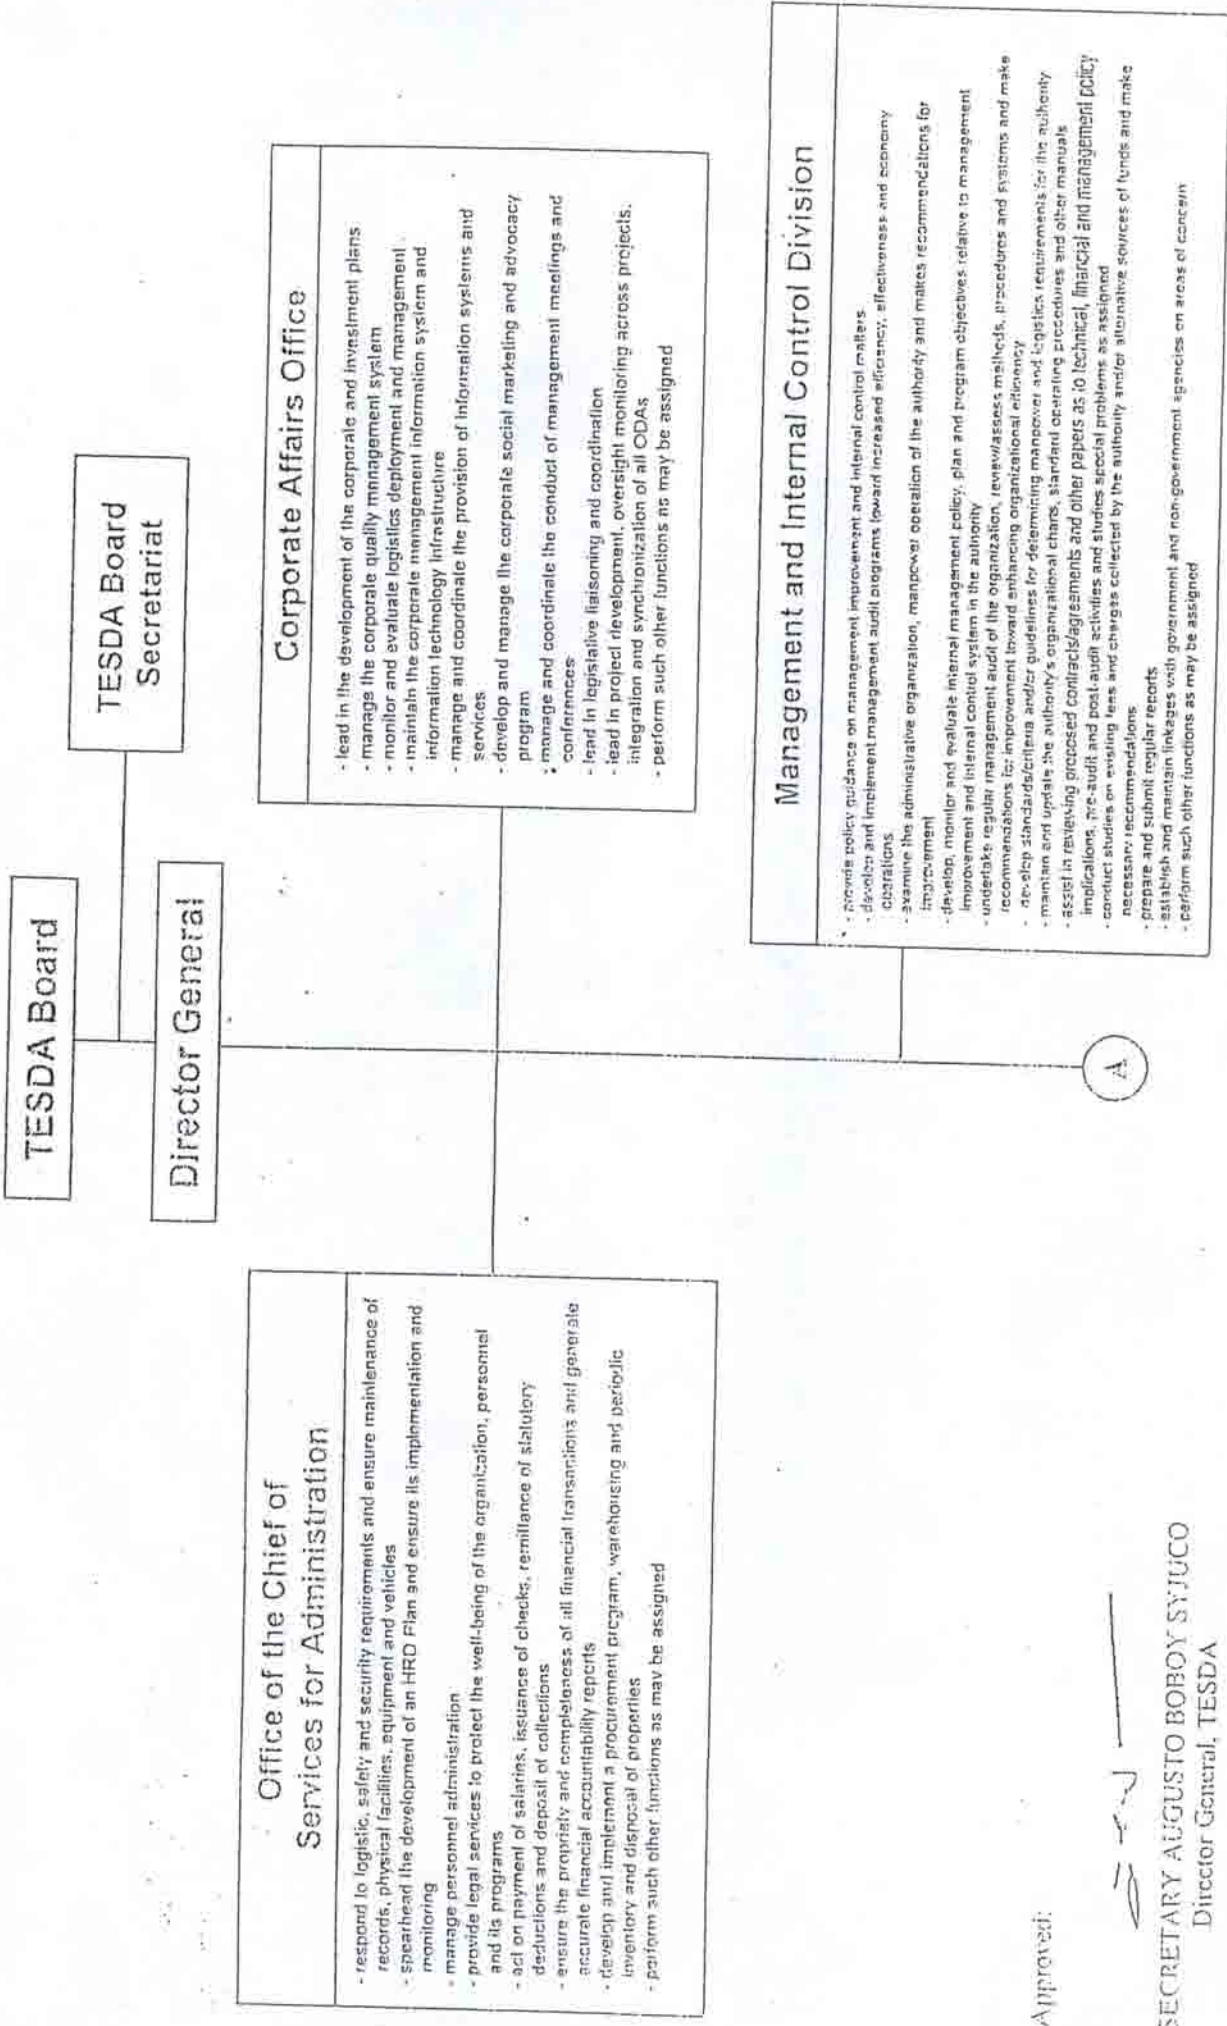 TESDA Board
TESDA Board
Secretariat
Director General
Office of the Chief of
Services for Administration
- respond to logistic, safety and security requirements and ensure maintenance of
records, physical facilities, equipment and vehicles
- spearhead the development of an HRD Plan and ensure its implementation and
monitoring
- manage personnel administration
- provide legal services to protect the well-being of the organization, personnel
and its programs
- act on payment of salaries, issuance of checks, remittance of statutory
deductions and deposit of collections
- ensure the propriety and completeness of all financial transactions and generate
accurate financial accountability reports
- develop and implement a procurement program, warehousing and periodic
inventory and disposal of properties
- perform such other functions as may be assigned
Corporate Affairs Office
- lead in the development of the corporate and investment plans
- manage the corporate quality management system
- monitor and evaluate logistics deployment and management
- maintain the corporate management information system and
information technology infrastructure
- manage and coordinate the provision of information systems and
services
- develop and manage the corporate social marketing and advocacy
program
- manage and coordinate the conduct of management meetings and
conferences
- lead in legislative liaisoning and coordination
- lead in project development, oversight monitoring across projects,
integration and synchronization of all ODAs
- perform such other functions as may be assigned
Management and Internal Control Division
- provide policy guidance on management improvement and internal control matters
- develop and implement management audit programs toward increased efficiency, effectiveness and economy
operations
- examine the administrative organization, manpower operation of the authority and makes recommendations for
improvement
- develop, monitor and evaluate internal management policy, plan and program objectives relative to management
improvement and internal control system in the authority
- undertake regular management audit of the organization, review/assess methods, procedures and systems and make
recommendations for improvement toward enhancing organizational efficiency
- develop standards/criteria and/or guidelines for determining manpower and logistics requirements for the authority
- maintain and update the authority's organizational charts, standard operating procedures and other manuals
- assist in reviewing proposed contracts/agreements and other papers as to technical, financial and management policy
implications, pre-audit and post-audit activities and studies special problems as assigned
- conduct studies on existing fees and charges collected by the authority and/or alternative sources of funds and make
necessary recommendations
- prepare and submit regular reports
- establish and maintain linkages with government and non-government agencies on areas of concern
- perform such other functions as may be assigned
A
Approved:
SECRETARY AUGUSTO BOBOY SYJUCO
Director General, TESDA